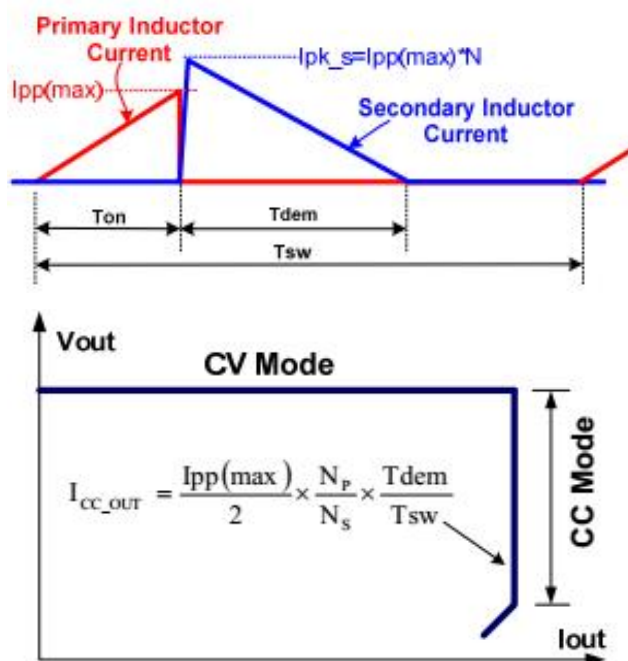 Primary Inductor
Current
Ipk_s=Ipp(max)*N
Ipp(max)
Secondary Inductor
Current
Ton
Tdem
Tsw
Vout
CV Mode
I_CC_OUT = Ipp(max)/2 × N_P/N_S × Tdem/Tsw
CC Mode
Iout